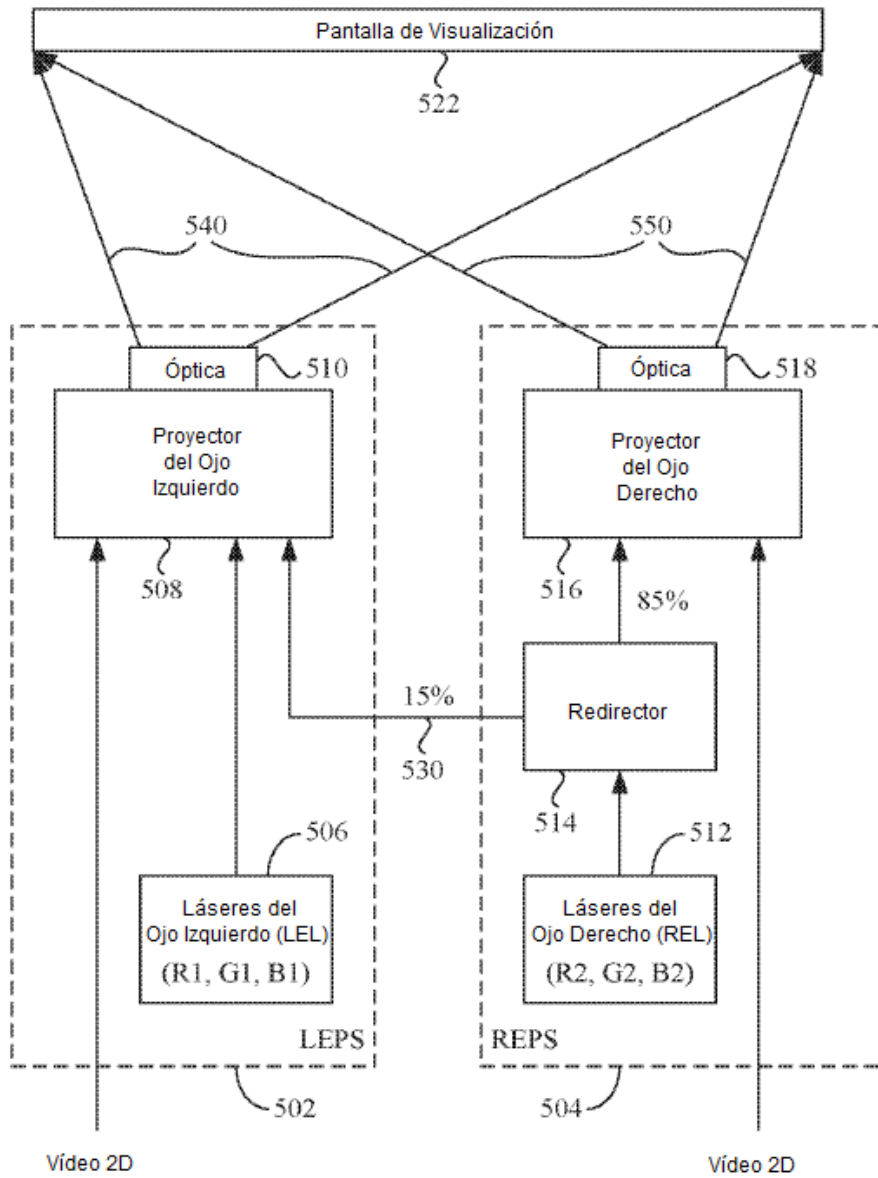 Pantalla de Visualización
522
540
550
Óptica
510
Óptica
518
Proyector
del Ojo
Izquierdo
Proyector
del Ojo
Derecho
508
516
85%
15%
Redirector
530
514
506
512
Láseres del
Ojo Izquierdo (LEL)
(R1, G1, B1)
Láseres del
Ojo Derecho (REL)
(R2, G2, B2)
LEPS
REPS
502
504
Vídeo 2D
Vídeo 2D